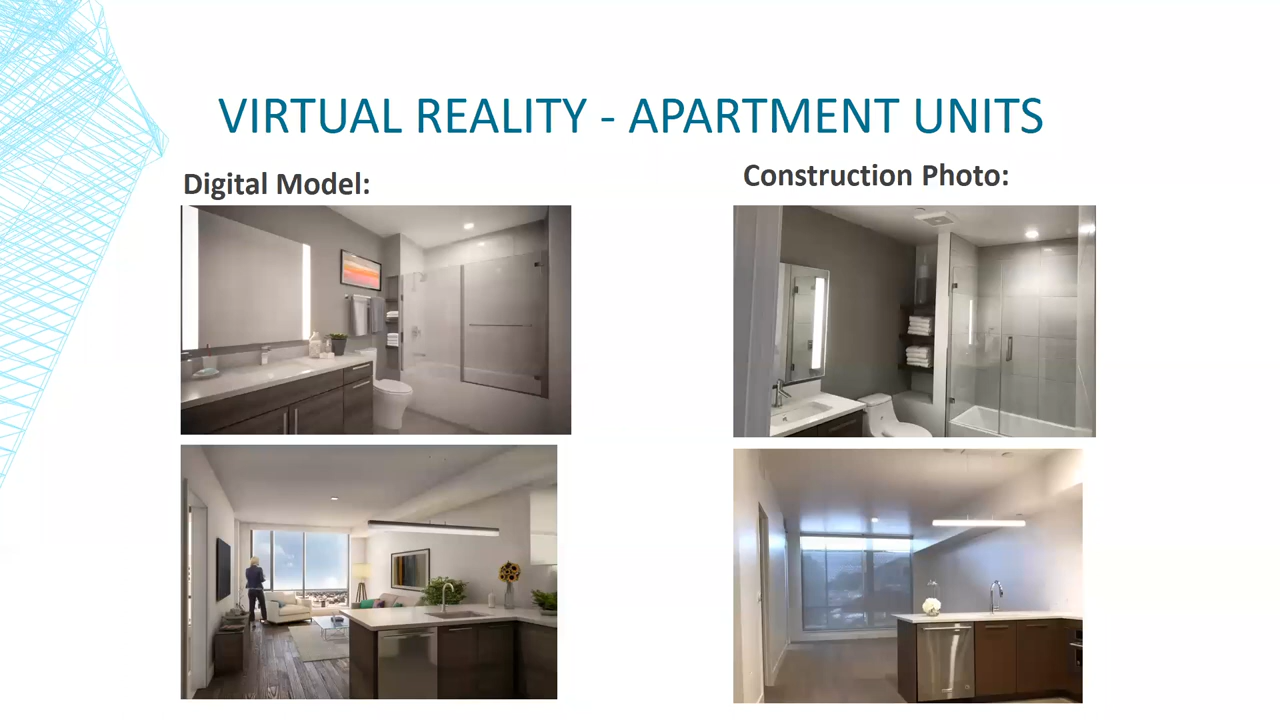 VIRTUAL REALITY - APARTMENT UNITS
Digital Model:
Construction Photo: